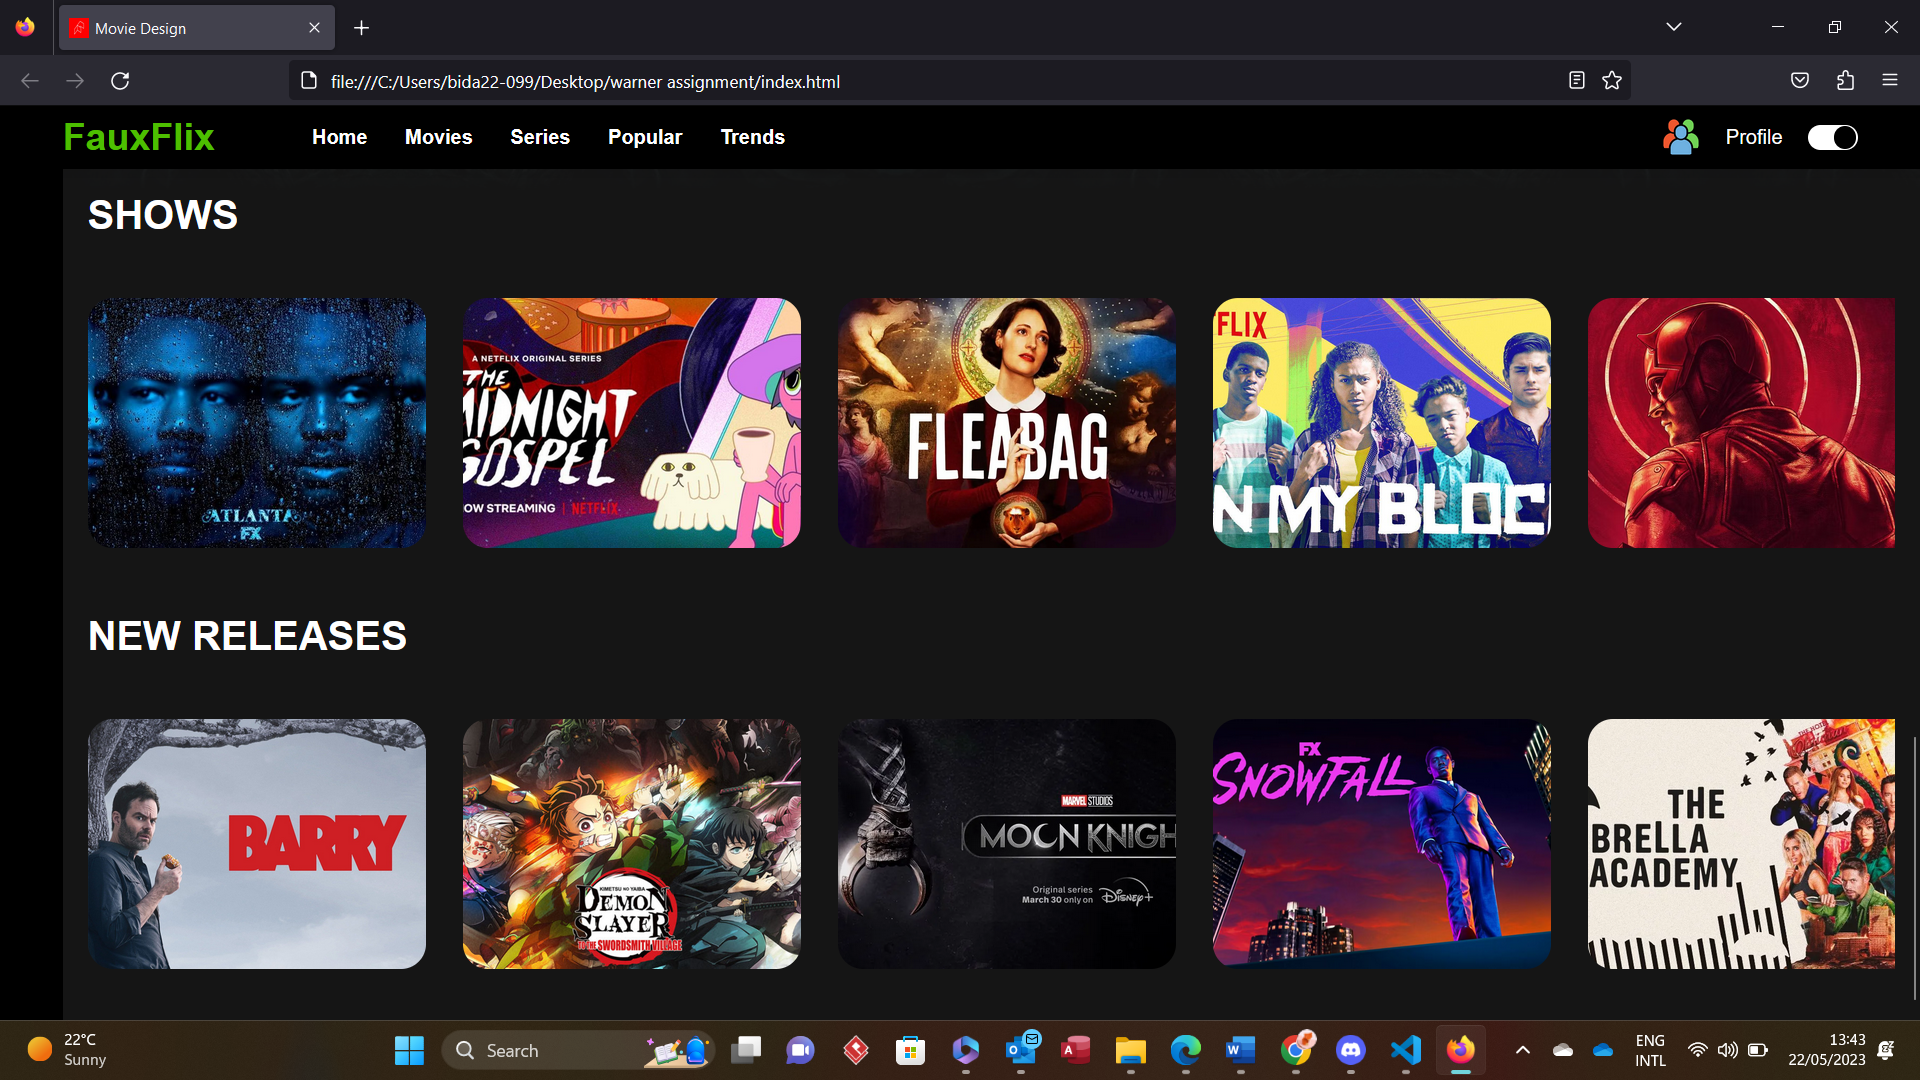 Movie Design
file:///C:/Users/bida22-099/Desktop/warner assignment/index.html
FauxFlix
Home
Movies
Series
Popular
Trends
Profile
SHOWS
ATLANTA
FX
A NETFLIX ORIGINAL SERIES
THE
MIDNIGHT
GOSPEL
OW STREAMING | NETFLIX
FLEABAG
FLIX
N MY BLOC
NEW RELEASES
BARRY
KIMETSU NO YAIBA
DEMON
SLAYER
TO THE SWORDSMITH VILLAGE
MARVEL STUDIOS
MOON KNIGH
Original series
March 30 only on Disney+
FX
SNOWFALL
THE
BRELLA
ACADEMY
22°C
Sunny
Search
ENG
INTL
13:43
22/05/2023